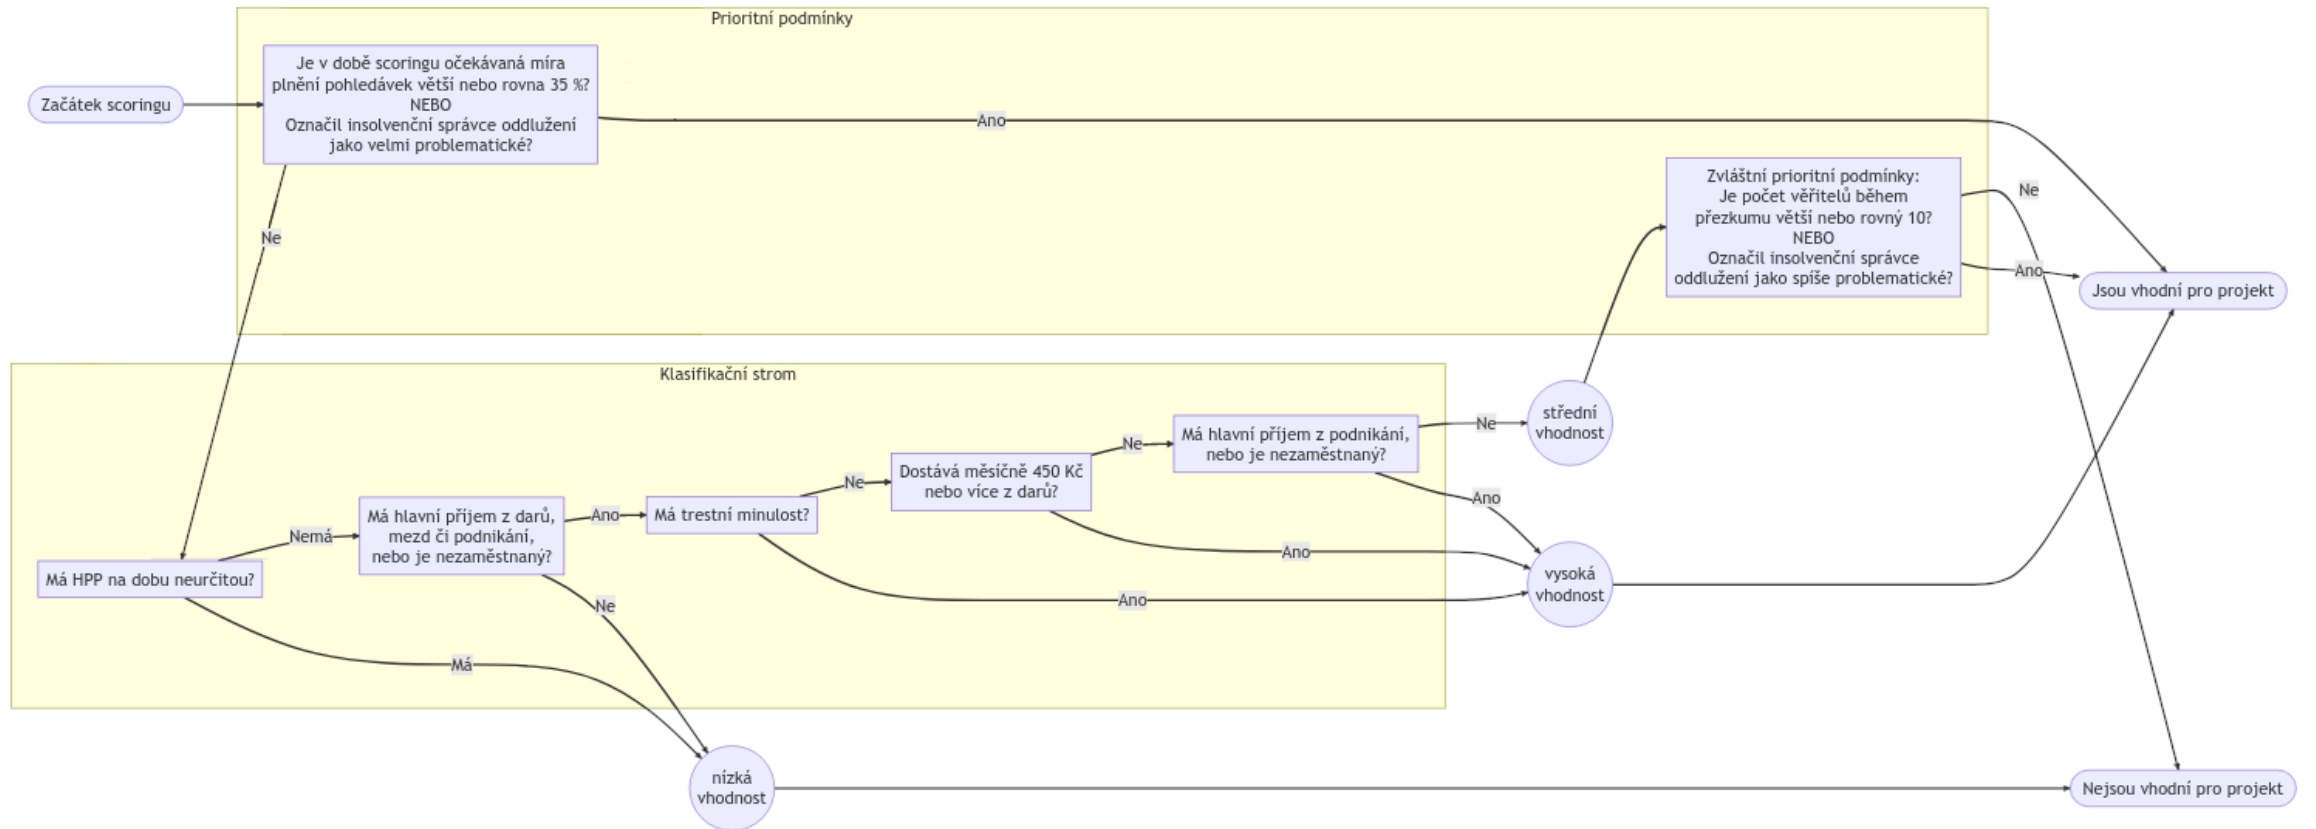 Prioritní podmínky
Začátek scoringu
Je v době scoringu očekávaná míra
plnění pohledávek větší nebo rovna 35 %?
NEBO
Označil insolvenční správce oddlužení
jako velmi problematické?
Ano
Ne
Zvláštní prioritní podmínky:
Je počet věřitelů během
přezkumu větší nebo rovný 10?
NEBO
Označil insolvenční správce
oddlužení jako spíše problematické?
Ne
Ano
Jsou vhodní pro projekt
Klasifikační strom
Má HPP na dobu neurčitou?
Nemá
Má
Má hlavní příjem z darů,
mezd či podnikání,
nebo je nezaměstnaný?
Ano
Ne
Má trestní minulost?
Ne
Ano
Dostává měsíčně 450 Kč
nebo více z darů?
Ne
Ano
Má hlavní příjem z podnikání,
nebo je nezaměstnaný?
Ne
Ano
střední
vhodnost
vysoká
vhodnost
nízká
vhodnost
Nejsou vhodní pro projekt